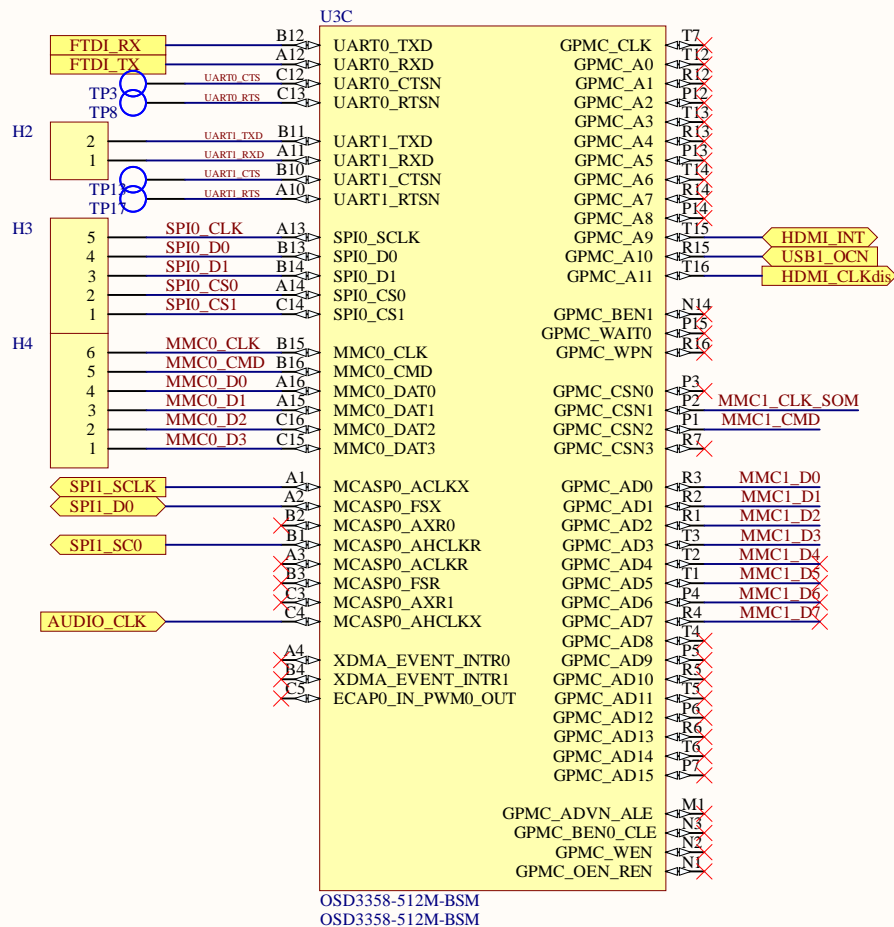 U3C
FTDI_RX B12 UART0_TXD GPMC_CLK T7
FTDI_TX A12 UART0_RXD GPMC_A0 T12
UART0_CTS C12 UART0_CTSN GPMC_A1 R12
TP3 UART0_RTS C13 UART0_RTSN GPMC_A2 P12
TP8 GPMC_A3 T13
H2 2 UART1_TXD B11 UART1_TXD GPMC_A4 R13
1 UART1_RXD A11 UART1_RXD GPMC_A5 P13
UART1_CTS B10 UART1_CTSN GPMC_A6 T14
UART1_RTS A10 UART1_RTSN GPMC_A7 R14
TP17 GPMC_A8 P14
H3 5 SPI0_CLK A13 SPI0_SCLK GPMC_A9 T15 HDMI_INT
4 SPI0_D0 B13 SPI0_D0 GPMC_A10 R15 USB1_OCN
3 SPI0_D1 B14 SPI0_D1 GPMC_A11 T16 HDMI_CLKdis
2 SPI0_CS0 A14 SPI0_CS0
1 SPI0_CS1 C14 SPI0_CS1 GPMC_BEN1 N14
GPMC_WAIT0 P15
H4 6 MMC0_CLK B15 MMC0_CLK GPMC_WPN R16
5 MMC0_CMD B16 MMC0_CMD
4 MMC0_D0 A16 MMC0_DAT0 GPMC_CSN0 P3
3 MMC0_D1 A15 MMC0_DAT1 GPMC_CSN1 P2 MMC1_CLK_SOM
2 MMC0_D2 C16 MMC0_DAT2 GPMC_CSN2 P1 MMC1_CMD
1 MMC0_D3 C15 MMC0_DAT3 GPMC_CSN3 R7
SPI1_SCLK A1 MCASP0_ACLKX GPMC_AD0 R3 MMC1_D0
SPI1_D0 A2 MCASP0_FSX GPMC_AD1 R2 MMC1_D1
B2 MCASP0_AXR0 GPMC_AD2 R1 MMC1_D2
SPI1_SC0 B1 MCASP0_AHCLKR GPMC_AD3 T3 MMC1_D3
A3 MCASP0_ACLKR GPMC_AD4 T2 MMC1_D4
B3 MCASP0_FSR GPMC_AD5 T1 MMC1_D5
C3 MCASP0_AXR1 GPMC_AD6 P4 MMC1_D6
AUDIO_CLK C4 MCASP0_AHCLKX GPMC_AD7 R4 MMC1_D7
GPMC_AD8 T4
A4 XDMA_EVENT_INTR0 GPMC_AD9 P5
B4 XDMA_EVENT_INTR1 GPMC_AD10 R5
C5 ECAP0_IN_PWM0_OUT GPMC_AD11 T5
GPMC_AD12 P6
GPMC_AD13 R6
GPMC_AD14 T6
GPMC_AD15 P7
GPMC_ADVN_ALE M1
GPMC_BEN0_CLE N3
GPMC_WEN N2
GPMC_OEN_REN N1
OSD3358-512M-BSM
OSD3358-512M-BSM